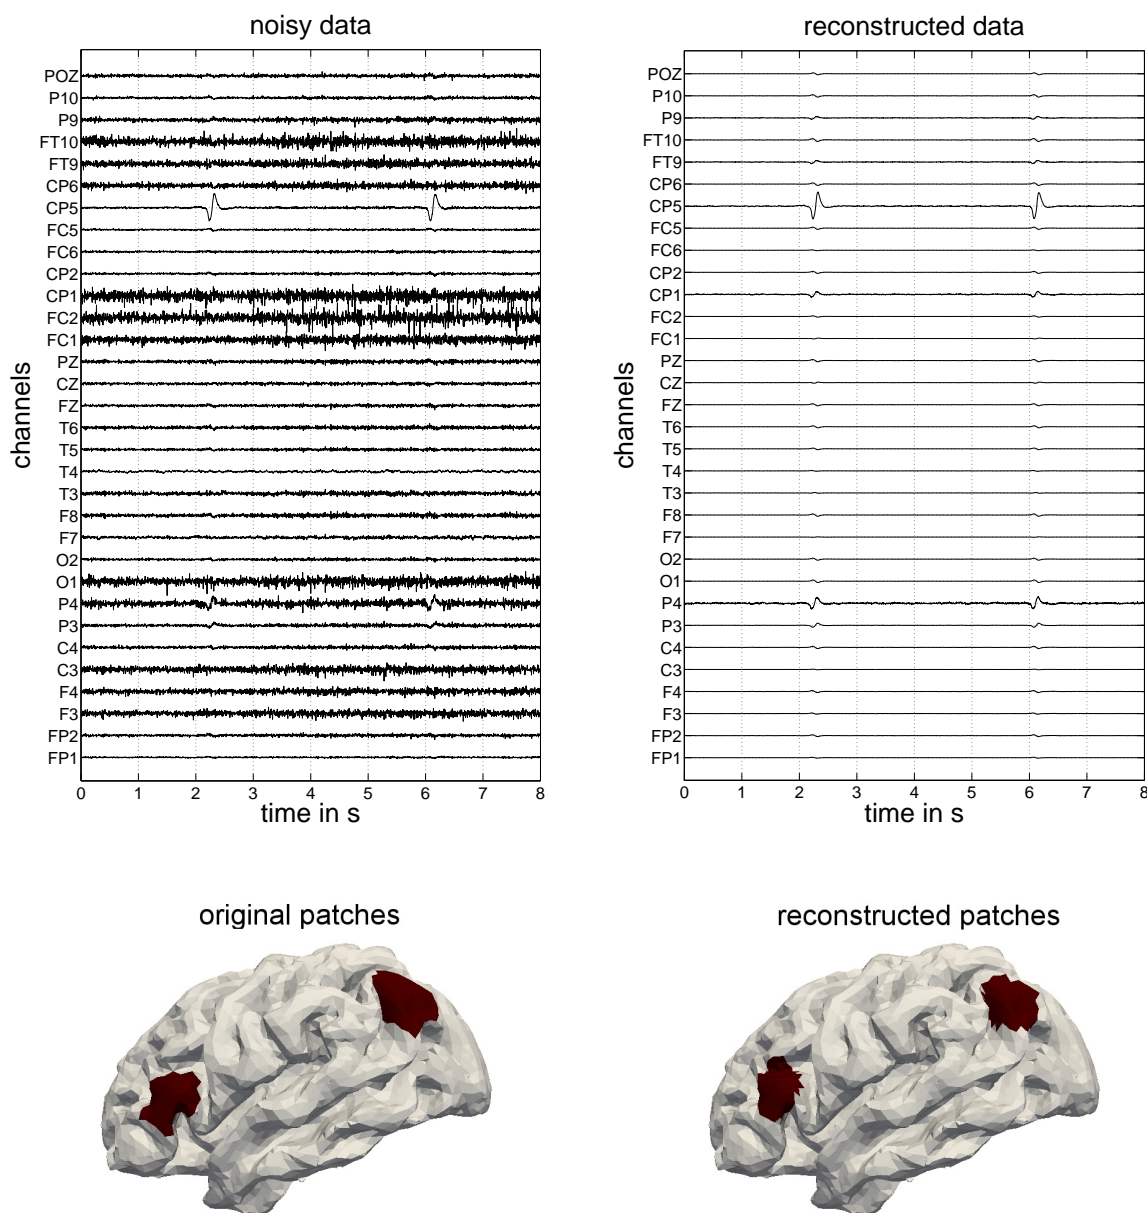 noisy data
POZ
P10
P9
FT10
FT9
CP6
CP5
FC5
FC6
CP2
CP1
FC2
FC1
PZ
CZ
FZ
T6
T5
T4
T3
F8
F7
O2
O1
P4
P3
C4
C3
F4
F3
FP2
FP1
channels
0 1 2 3 4 5 6 7 8
time in s
reconstructed data
POZ
P10
P9
FT10
FT9
CP6
CP5
FC5
FC6
CP2
CP1
FC2
FC1
PZ
CZ
FZ
T6
T5
T4
T3
F8
F7
O2
O1
P4
P3
C4
C3
F4
F3
FP2
FP1
channels
0 1 2 3 4 5 6 7 8
time in s
original patches
reconstructed patches